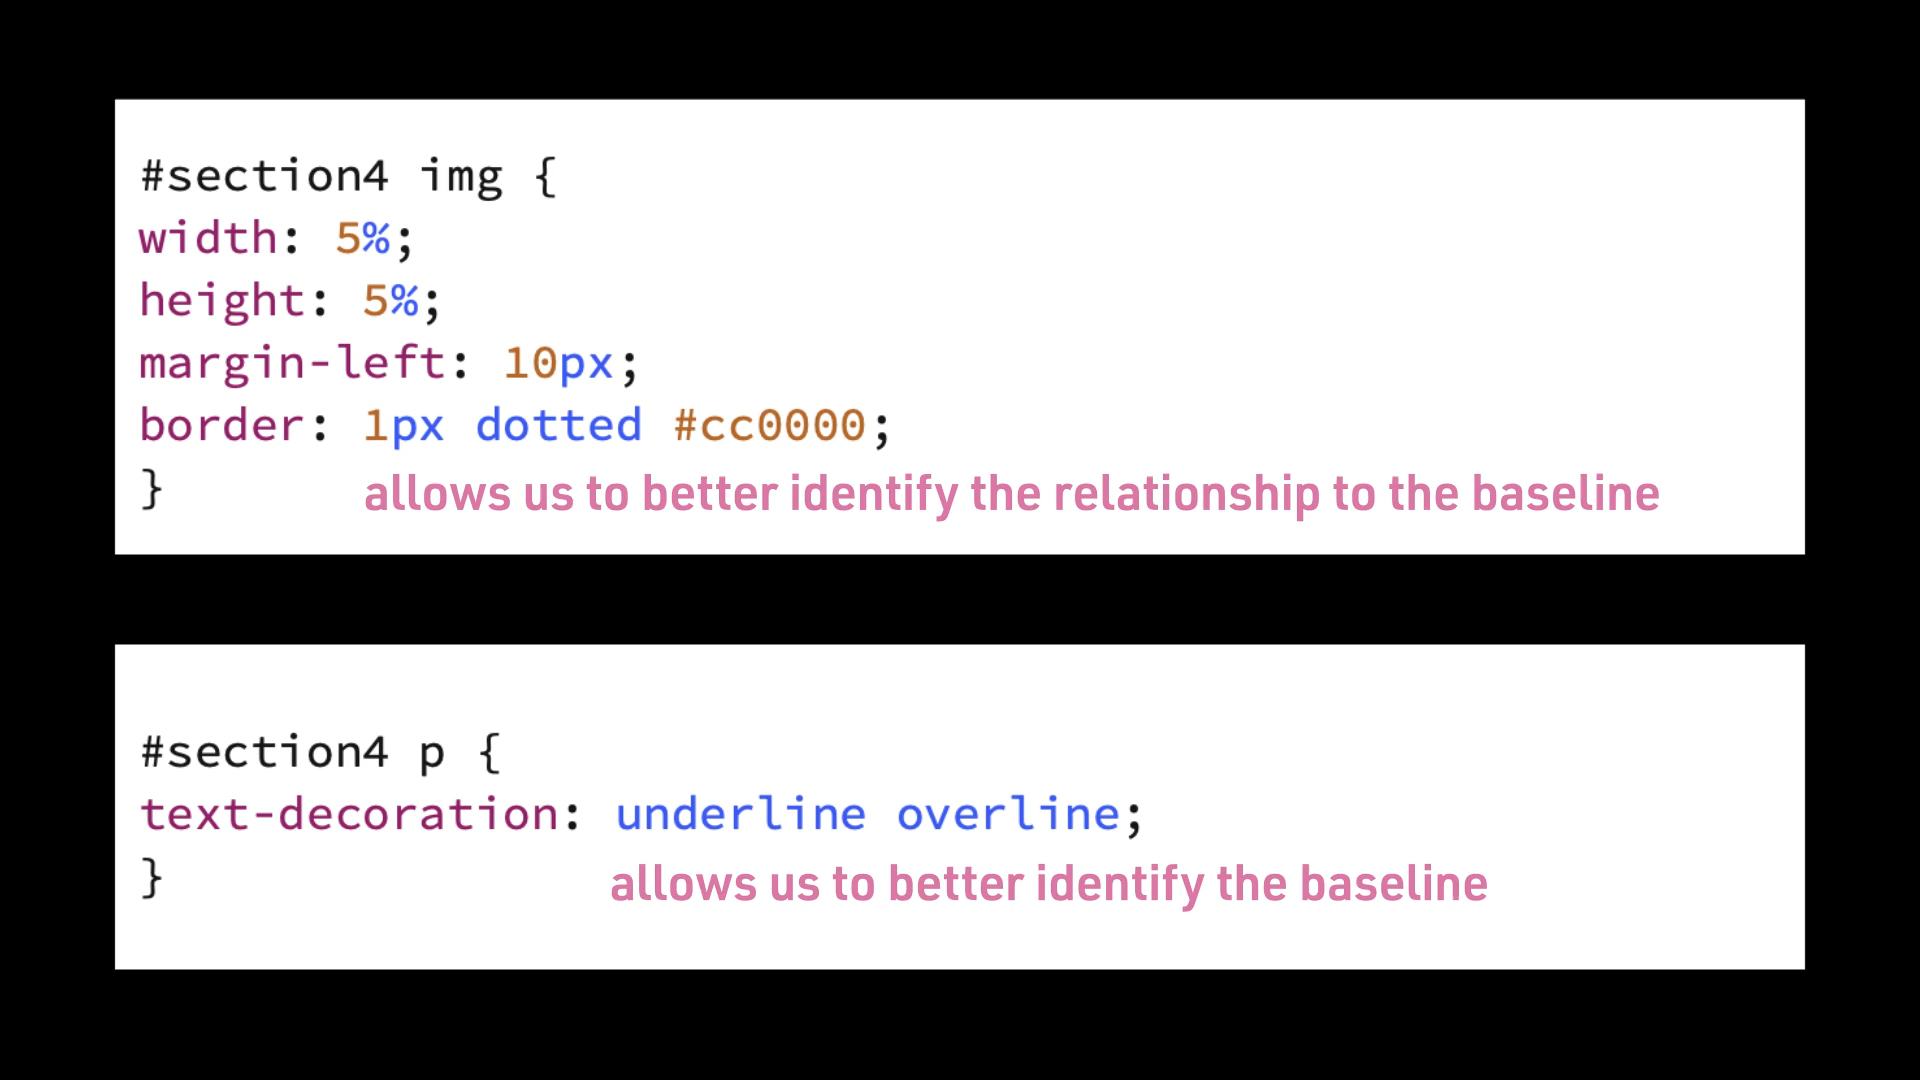 #section4 img {
width: 5%;
height: 5%;
margin-left: 10px;
border: 1px dotted #cc0000;
}
allows us to better identify the relationship to the baseline
#section4 p {
text-decoration: underline overline;
}
allows us to better identify the baseline